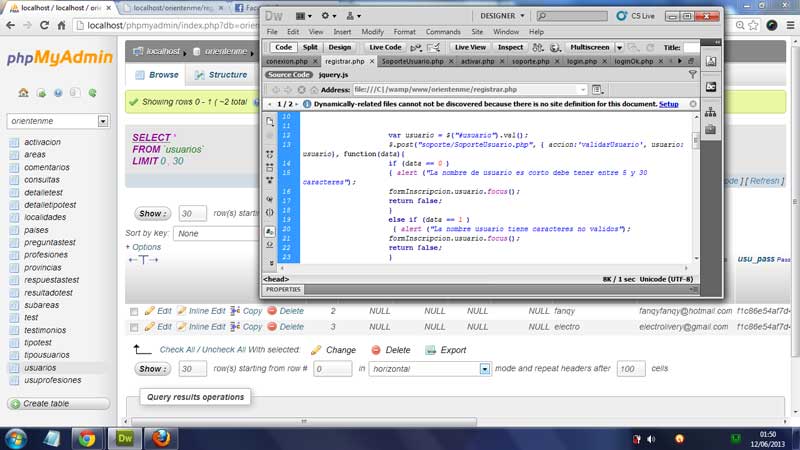 localhost / localhost / orie
localhost/orientenme/regist
Fac
localhost/phpmyadmin/index.php?db=orien
phpMyAdmin
orientenme
activacion
areas
comentarios
consultas
detalletest
detalletipotest
localidades
paises
preguntastest
profesiones
provincias
respuestastest
resultadotest
subareas
test
testimonios
tipotest
tipousuarios
usuarios
usuprofesiones
Create table
localhost
orientenme
Browse
Structure
Showing rows 0 - 1 ( ~2 total
SELECT *
FROM `usuarios`
LIMIT 0 , 30
[ Refresh ]
Show :
30
row(s) starting
Sort by key:
None
+ Options
usu_pass
Dw
DESIGNER
CS Live
File
Edit
View
Insert
Modify
Format
Commands
Site
Window
Help
Code
Split
Design
Live Code
Live View
Inspect
Multiscreen
Title:
conexion.php
registrar.php
SoporteUsuario.php
activar.php
soporte.php
login.php
loginOk.php
Source Code
jquery.js
Address:
file:///C|/wamp/www/orientenme/registrar.php
1 / 2
Dynamically-related files cannot not be discovered because there is no site definition for this document.
Setup
10
11
12 var usuario = $("#usuario").val();
13 $.post("soporte/SoporteUsuario.php", { accion:'validarUsuario', usuario:
usuario}, function(data){
14 if (data == 0 )
15 { alert ("La nombre de usuario es corto debe tener entre 5 y 30
caracteres");
16 formInscripcion.usuario.focus();
17 return false;
18 }
19 else if (data == 1 )
20 { alert ("La nombre usuario tiene caracteres no validos");
21 formInscripcion.usuario.focus();
22 return false;
23 }
<head>
8K / 1 sec
Unicode (UTF-8)
PROPERTIES
Edit
Inline Edit
Copy
Delete
2
NULL
NULL
NULL
NULL
NULL
fanqy
fanqyfanqy@hotmail.com
f1c86e54af7d4
Edit
Inline Edit
Copy
Delete
3
NULL
NULL
NULL
NULL
NULL
electro
electrolivery@gmail.com
f1c86e54af7d4
Check All / Uncheck All With selected:
Change
Delete
Export
Show :
30
row(s) starting from row #
0
in
horizontal
mode and repeat headers after
100
cells
Query results operations
Dw
01:50
12/06/2013